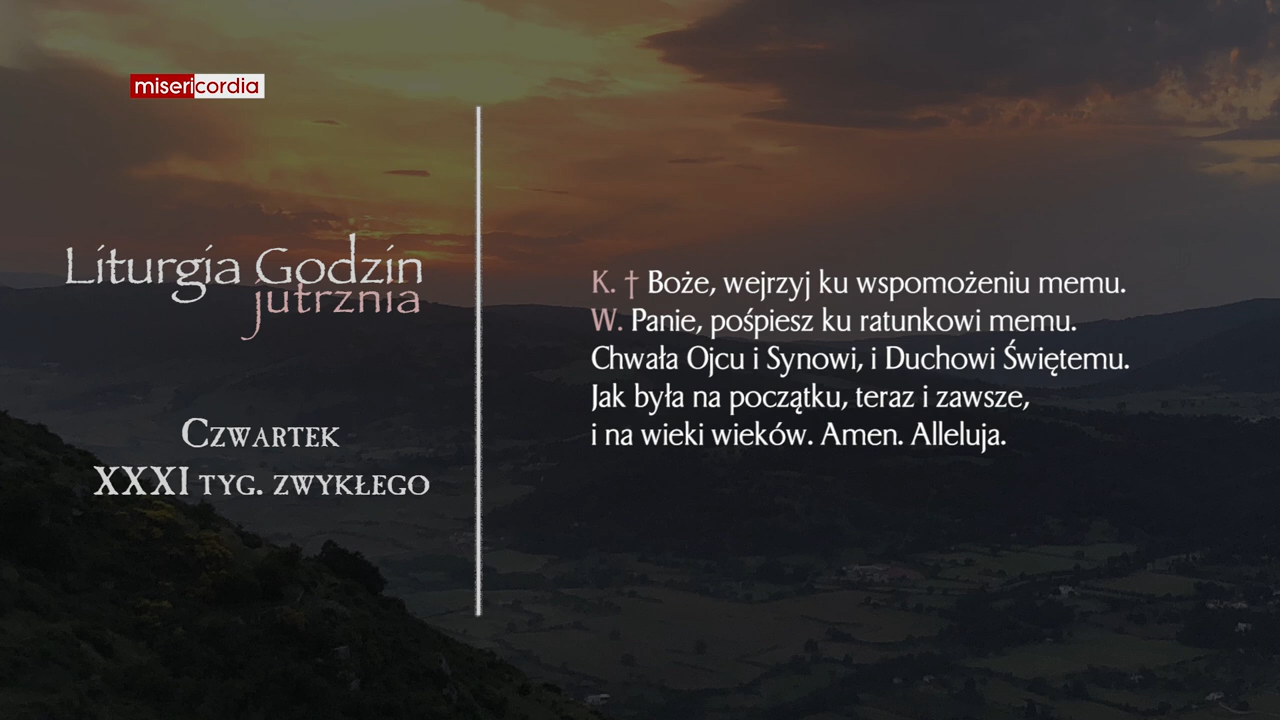 misericordia
Liturgia Godzin
jutrznia
Czwartek
XXXI tyg. zwykłego
K. † Boże, wejrzyj ku wspomożeniu memu.
W. Panie, pośpiesz ku ratunkowi memu.
Chwała Ojcu i Synowi, i Duchowi Świętemu.
Jak była na początku, teraz i zawsze,
i na wieki wieków. Amen. Alleluja.